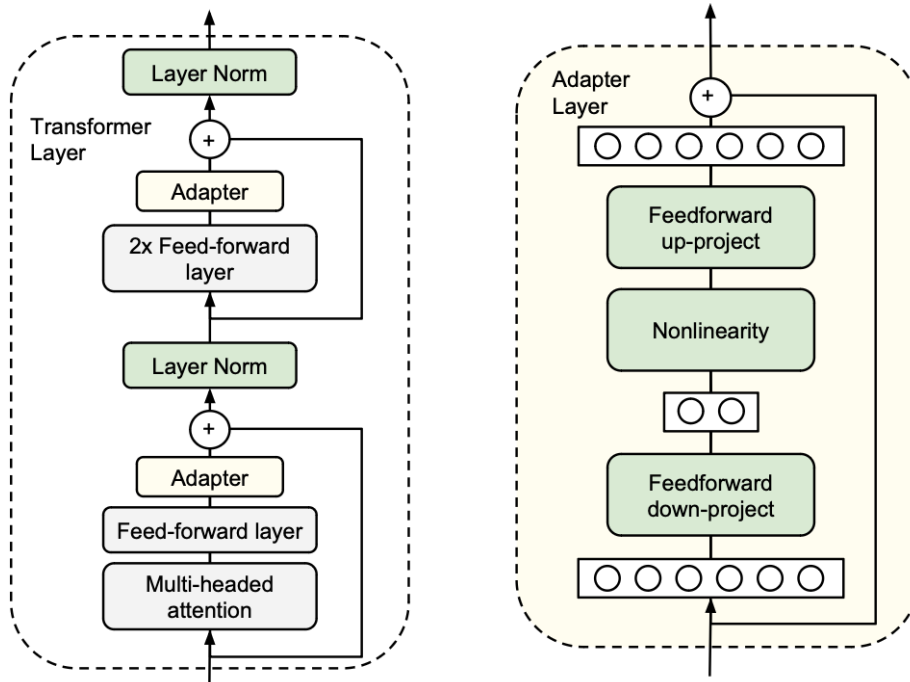 Layer Norm
Transformer
Layer
+
Adapter
2x Feed-forward
layer
Layer Norm
+
Adapter
Feed-forward layer
Multi-headed
attention
Adapter
Layer
+
Feedforward
up-project
Nonlinearity
Feedforward
down-project